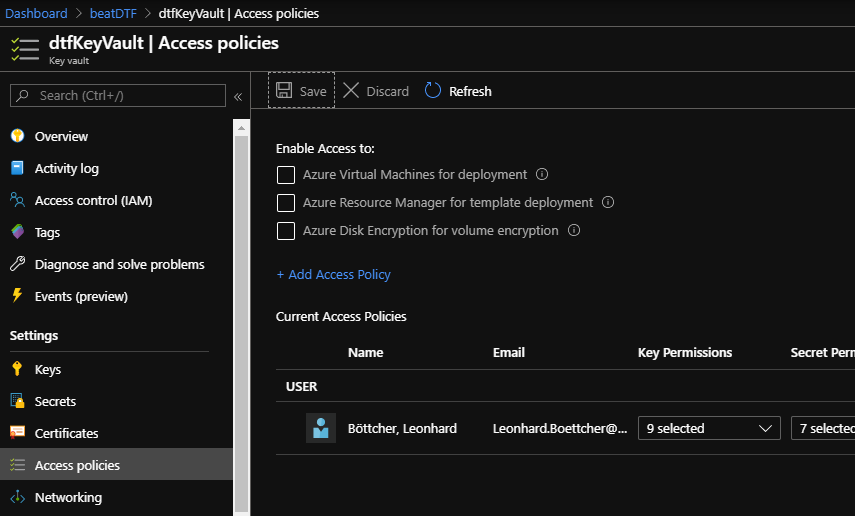 Dashboard > beatDTF > dtfKeyVault | Access policies
dtfKeyVault | Access policies
Key vault
Search (Ctrl+/)
«
Overview
Activity log
Access control (IAM)
Tags
Diagnose and solve problems
Events (preview)
Settings
Keys
Secrets
Certificates
Access policies
Networking
Save Discard Refresh
Enable Access to:
Azure Virtual Machines for deployment
Azure Resource Manager for template deployment
Azure Disk Encryption for volume encryption
+ Add Access Policy
Current Access Policies
Name Email Key Permissions Secret Perm
USER
Böttcher, Leonhard Leonhard.Boettcher@... 9 selected 7 selected